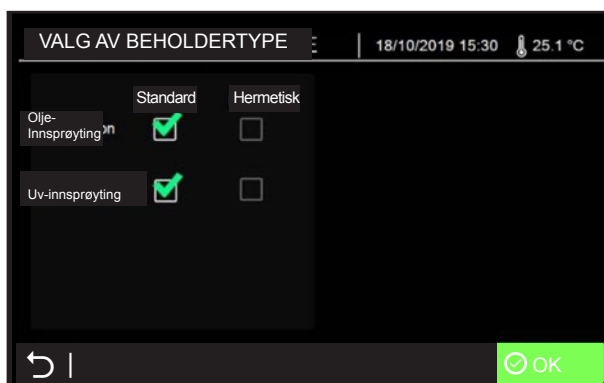 VALG AV BEHOLDERTYPE 18/10/2019 15:30 25.1 °C
Standard Hermetisk
Olje-
Innsprøyting
Uv-innsprøyting
OK